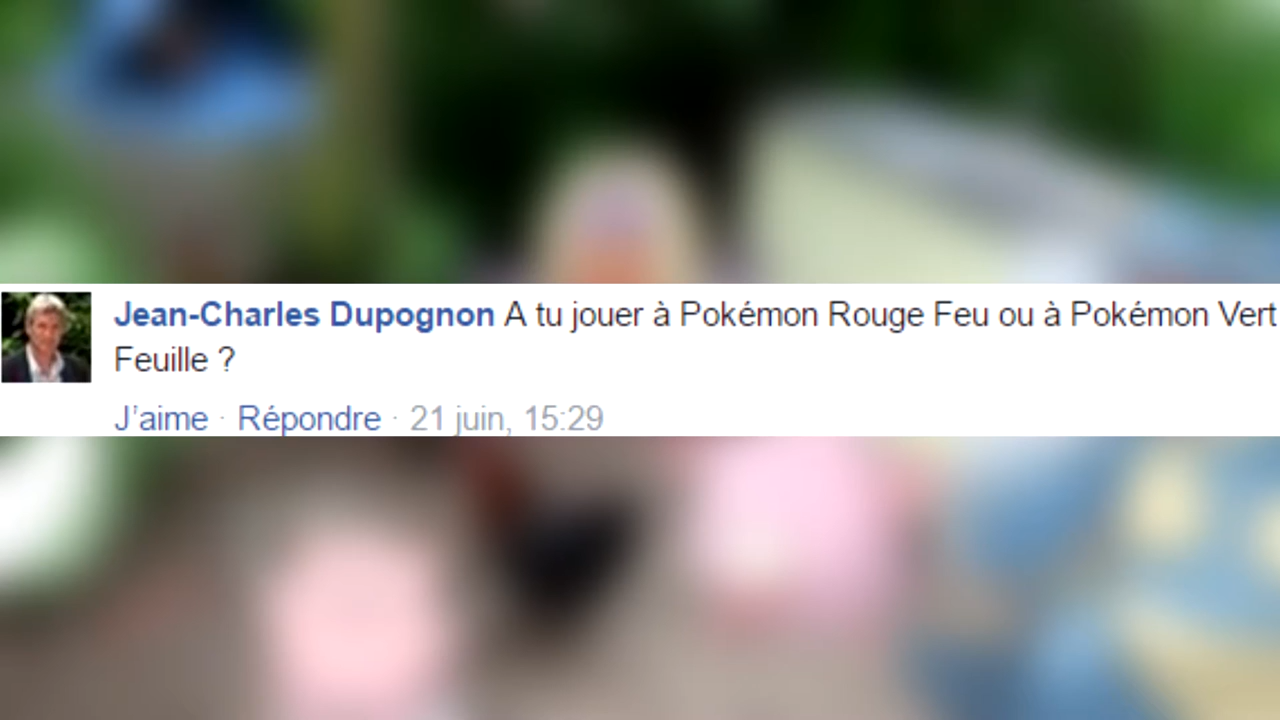 Jean-Charles Dupognon A tu jouer à Pokémon Rouge Feu ou à Pokémon Vert
Feuille ?
J'aime · Répondre · 21 juin, 15:29